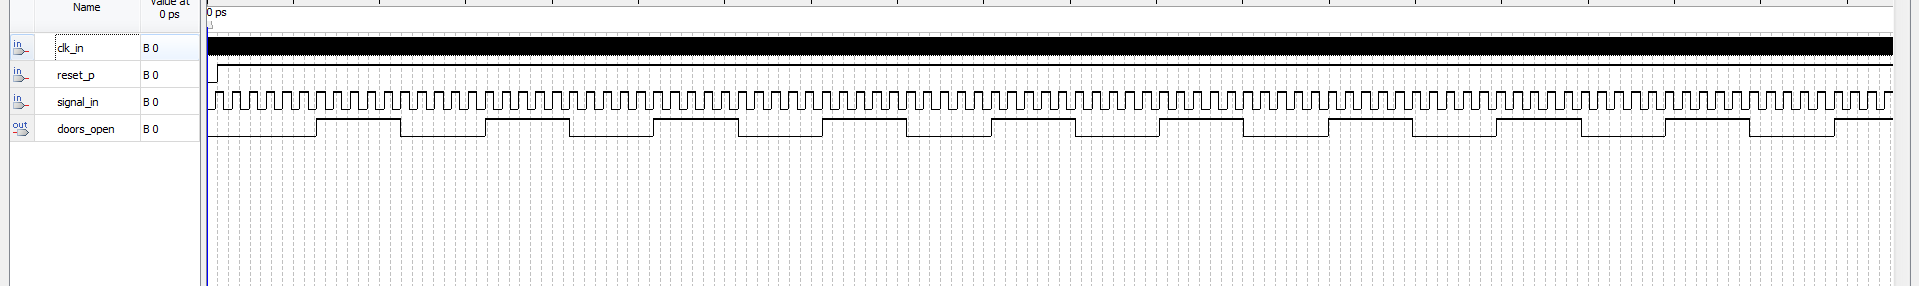 Name
Value at
0 ps
0 ps
in clk_in B 0
in reset_p B 0
in signal_in B 0
out doors_open B 0